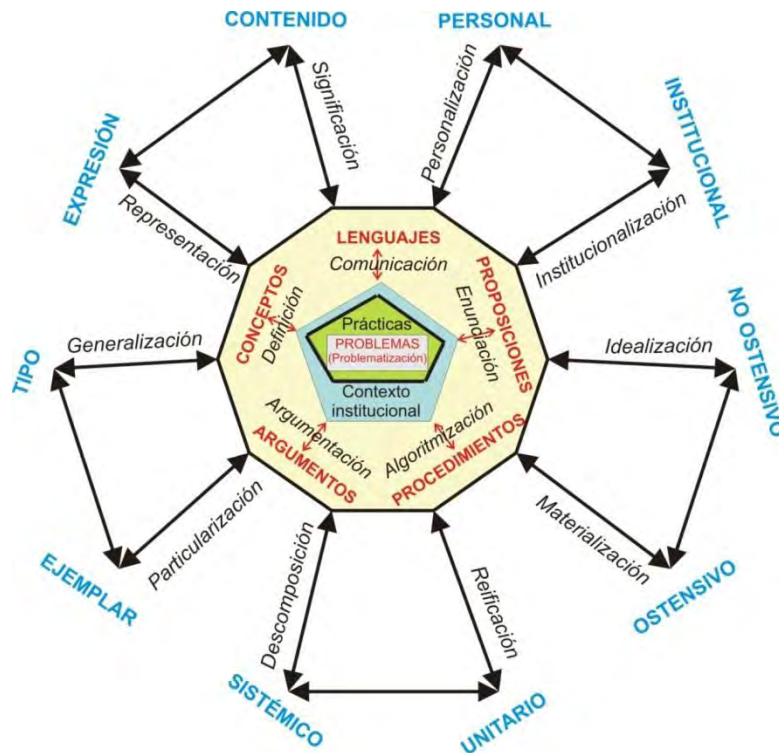 CONTENIDO
PERSONAL
Significación
Personalización
EXPRESIÓN
INSTITUCIONAL
Representación
Institucionalización
LENGUAJES
Comunicación
CONCEPTOS
Definición
PROPOSICIONES
Enunciación
Prácticas
PROBLEMAS
(Problematización)
Contexto
institucional
Argumentación
ARGUMENTOS
Algoritmización
PROCEDIMIENTOS
TIPO
Generalización
Idealización
NO OSTENSIVO
Particularización
EJEMPLAR
Materialización
OSTENSIVO
Descomposición
Reificación
SISTÉMICO
UNITARIO